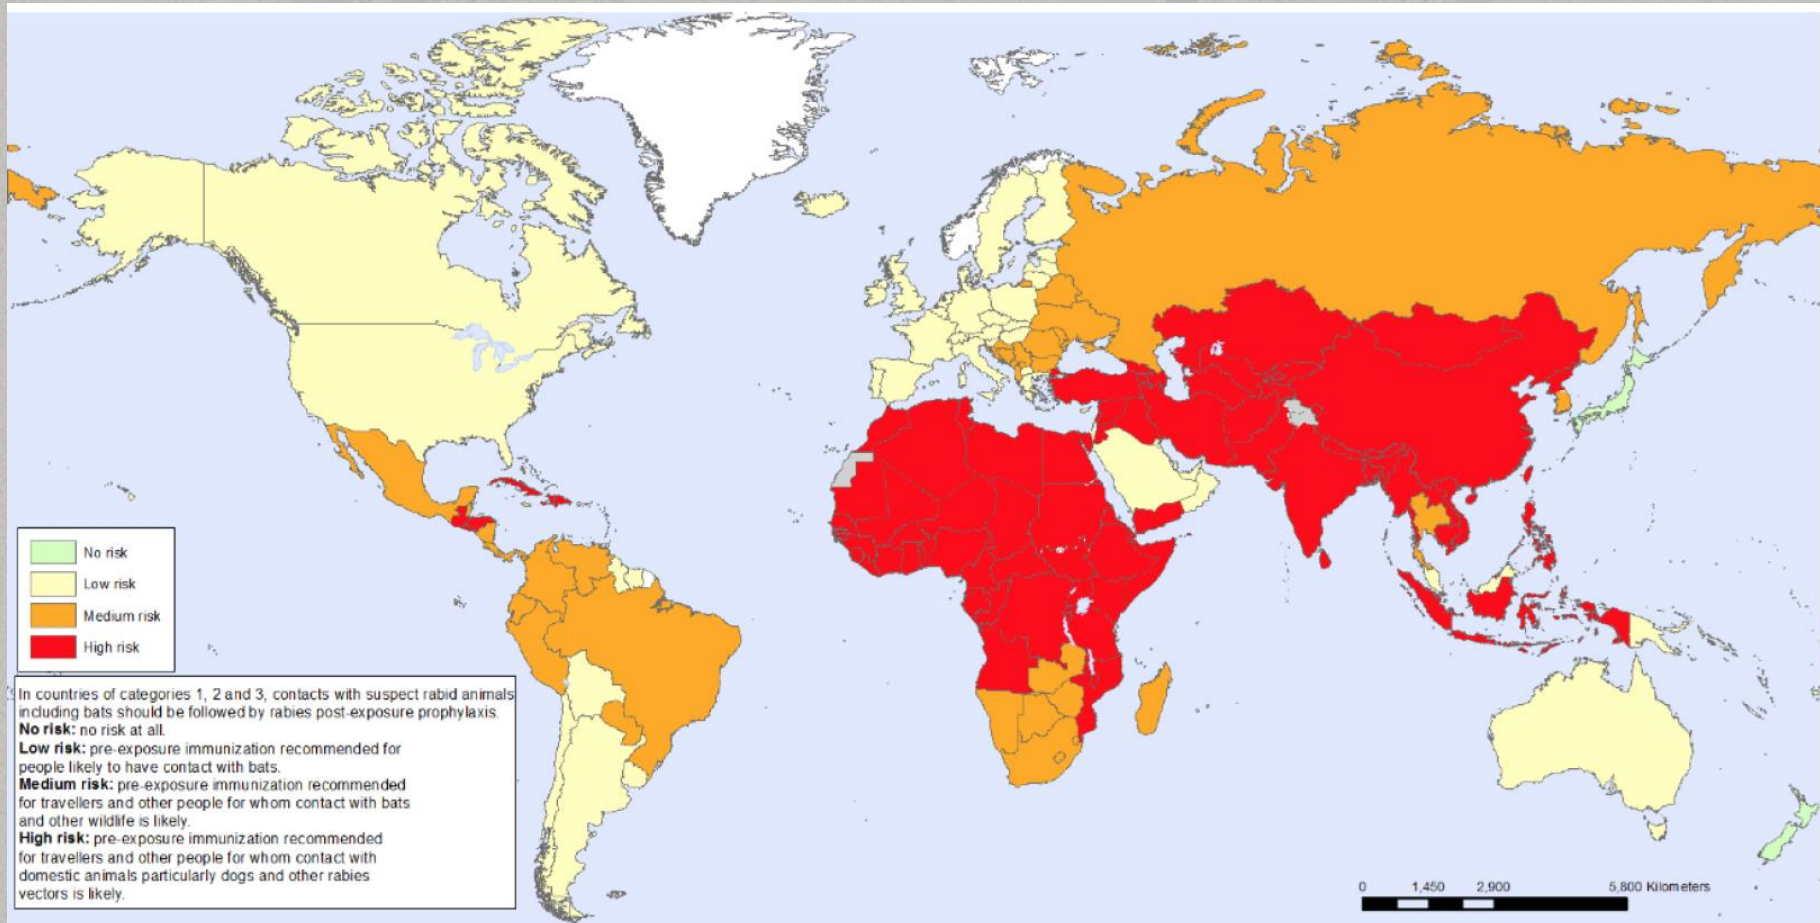 No risk
Low risk
Medium risk
High risk
In countries of categories 1, 2 and 3, contacts with suspect rabid animals
including bats should be followed by rabies post-exposure prophylaxis.
No risk: no risk at all.
Low risk: pre-exposure immunization recommended for
people likely to have contact with bats.
Medium risk: pre-exposure immunization recommended
for travellers and other people for whom contact with bats
and other wildlife is likely.
High risk: pre-exposure immunization recommended
for travellers and other people for whom contact with
domestic animals particularly dogs and other rabies
vectors is likely.
0 1,450 2,900 5,800 Kilometers